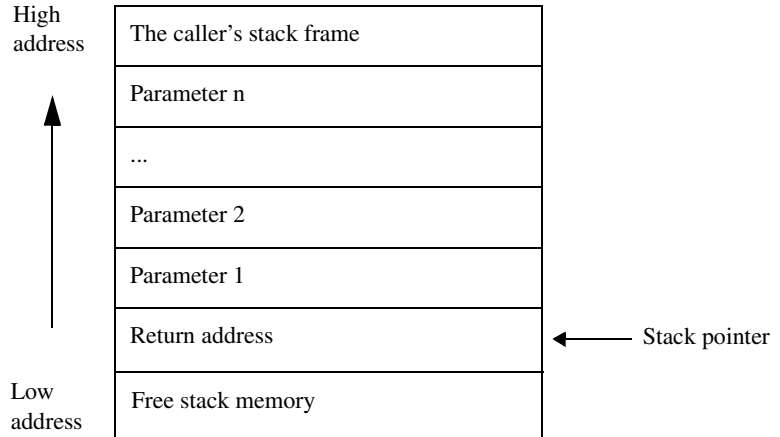 High
address
The caller's stack frame
Parameter n
...
Parameter 2
Parameter 1
Return address
Stack pointer
Low
address
Free stack memory